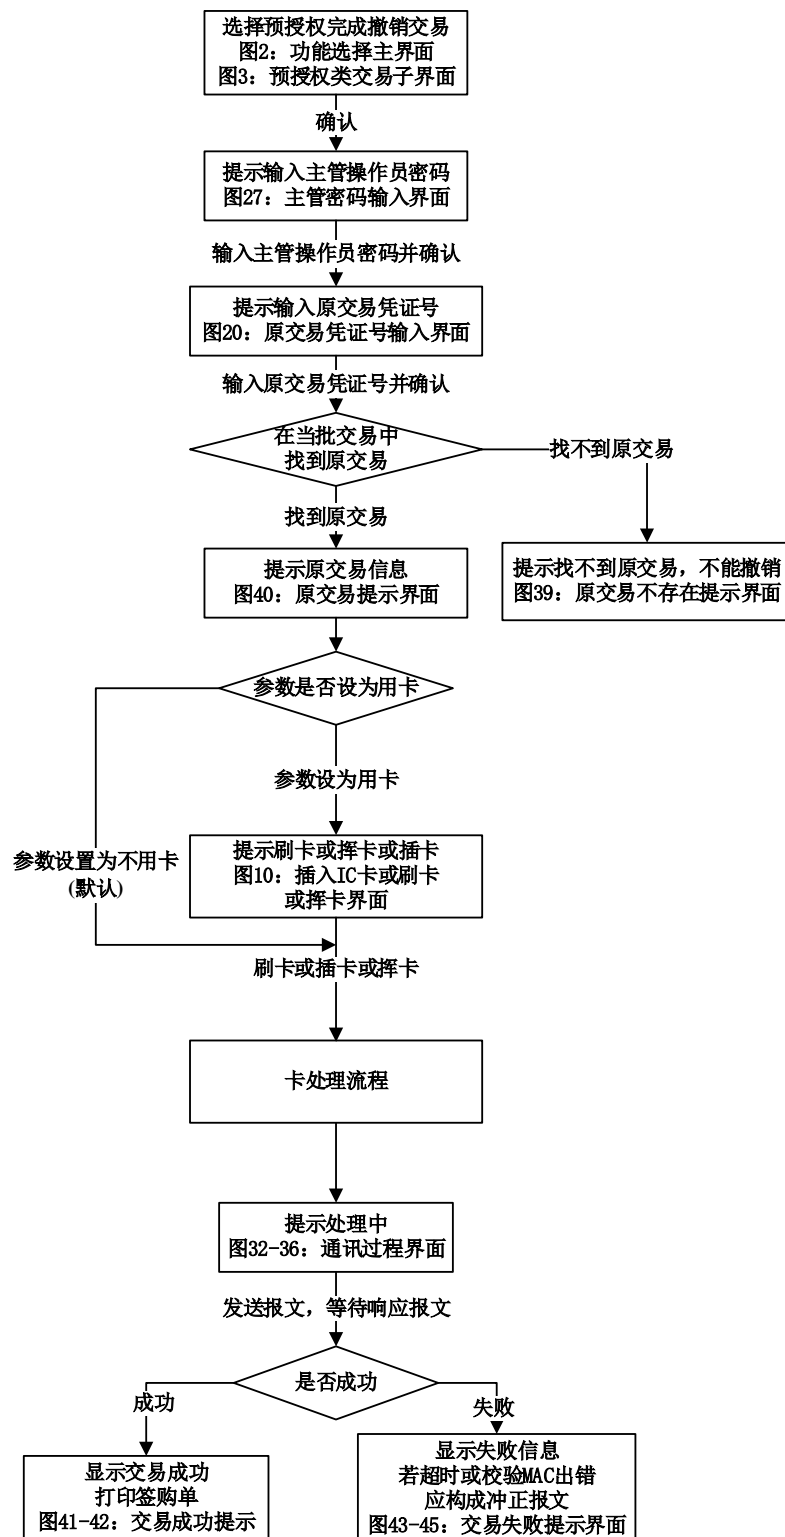 选择预授权完成撤销交易
图2：功能选择主界面
图3：预授权类交易子界面
确认
提示输入主管操作员密码
图27：主管密码输入界面
输入主管操作员密码并确认
提示输入原交易凭证号
图20：原交易凭证号输入界面
输入原交易凭证号并确认
在当批交易中
找到原交易
找不到原交易
找到原交易
提示原交易信息
图40：原交易提示界面
提示找不到原交易，不能撤销
图39：原交易不存在提示界面
参数是否设为用卡
参数设为用卡
参数设置为不用卡
(默认)
提示刷卡或挥卡或插卡
图10：插入IC卡或刷卡
或挥卡界面
刷卡或插卡或挥卡
卡处理流程
提示处理中
图32-36：通讯过程界面
发送报文，等待响应报文
是否成功
成功
失败
显示交易成功
打印签购单
图41-42：交易成功提示
显示失败信息
若超时或校验MAC出错
应构成冲正报文
图43-45：交易失败提示界面